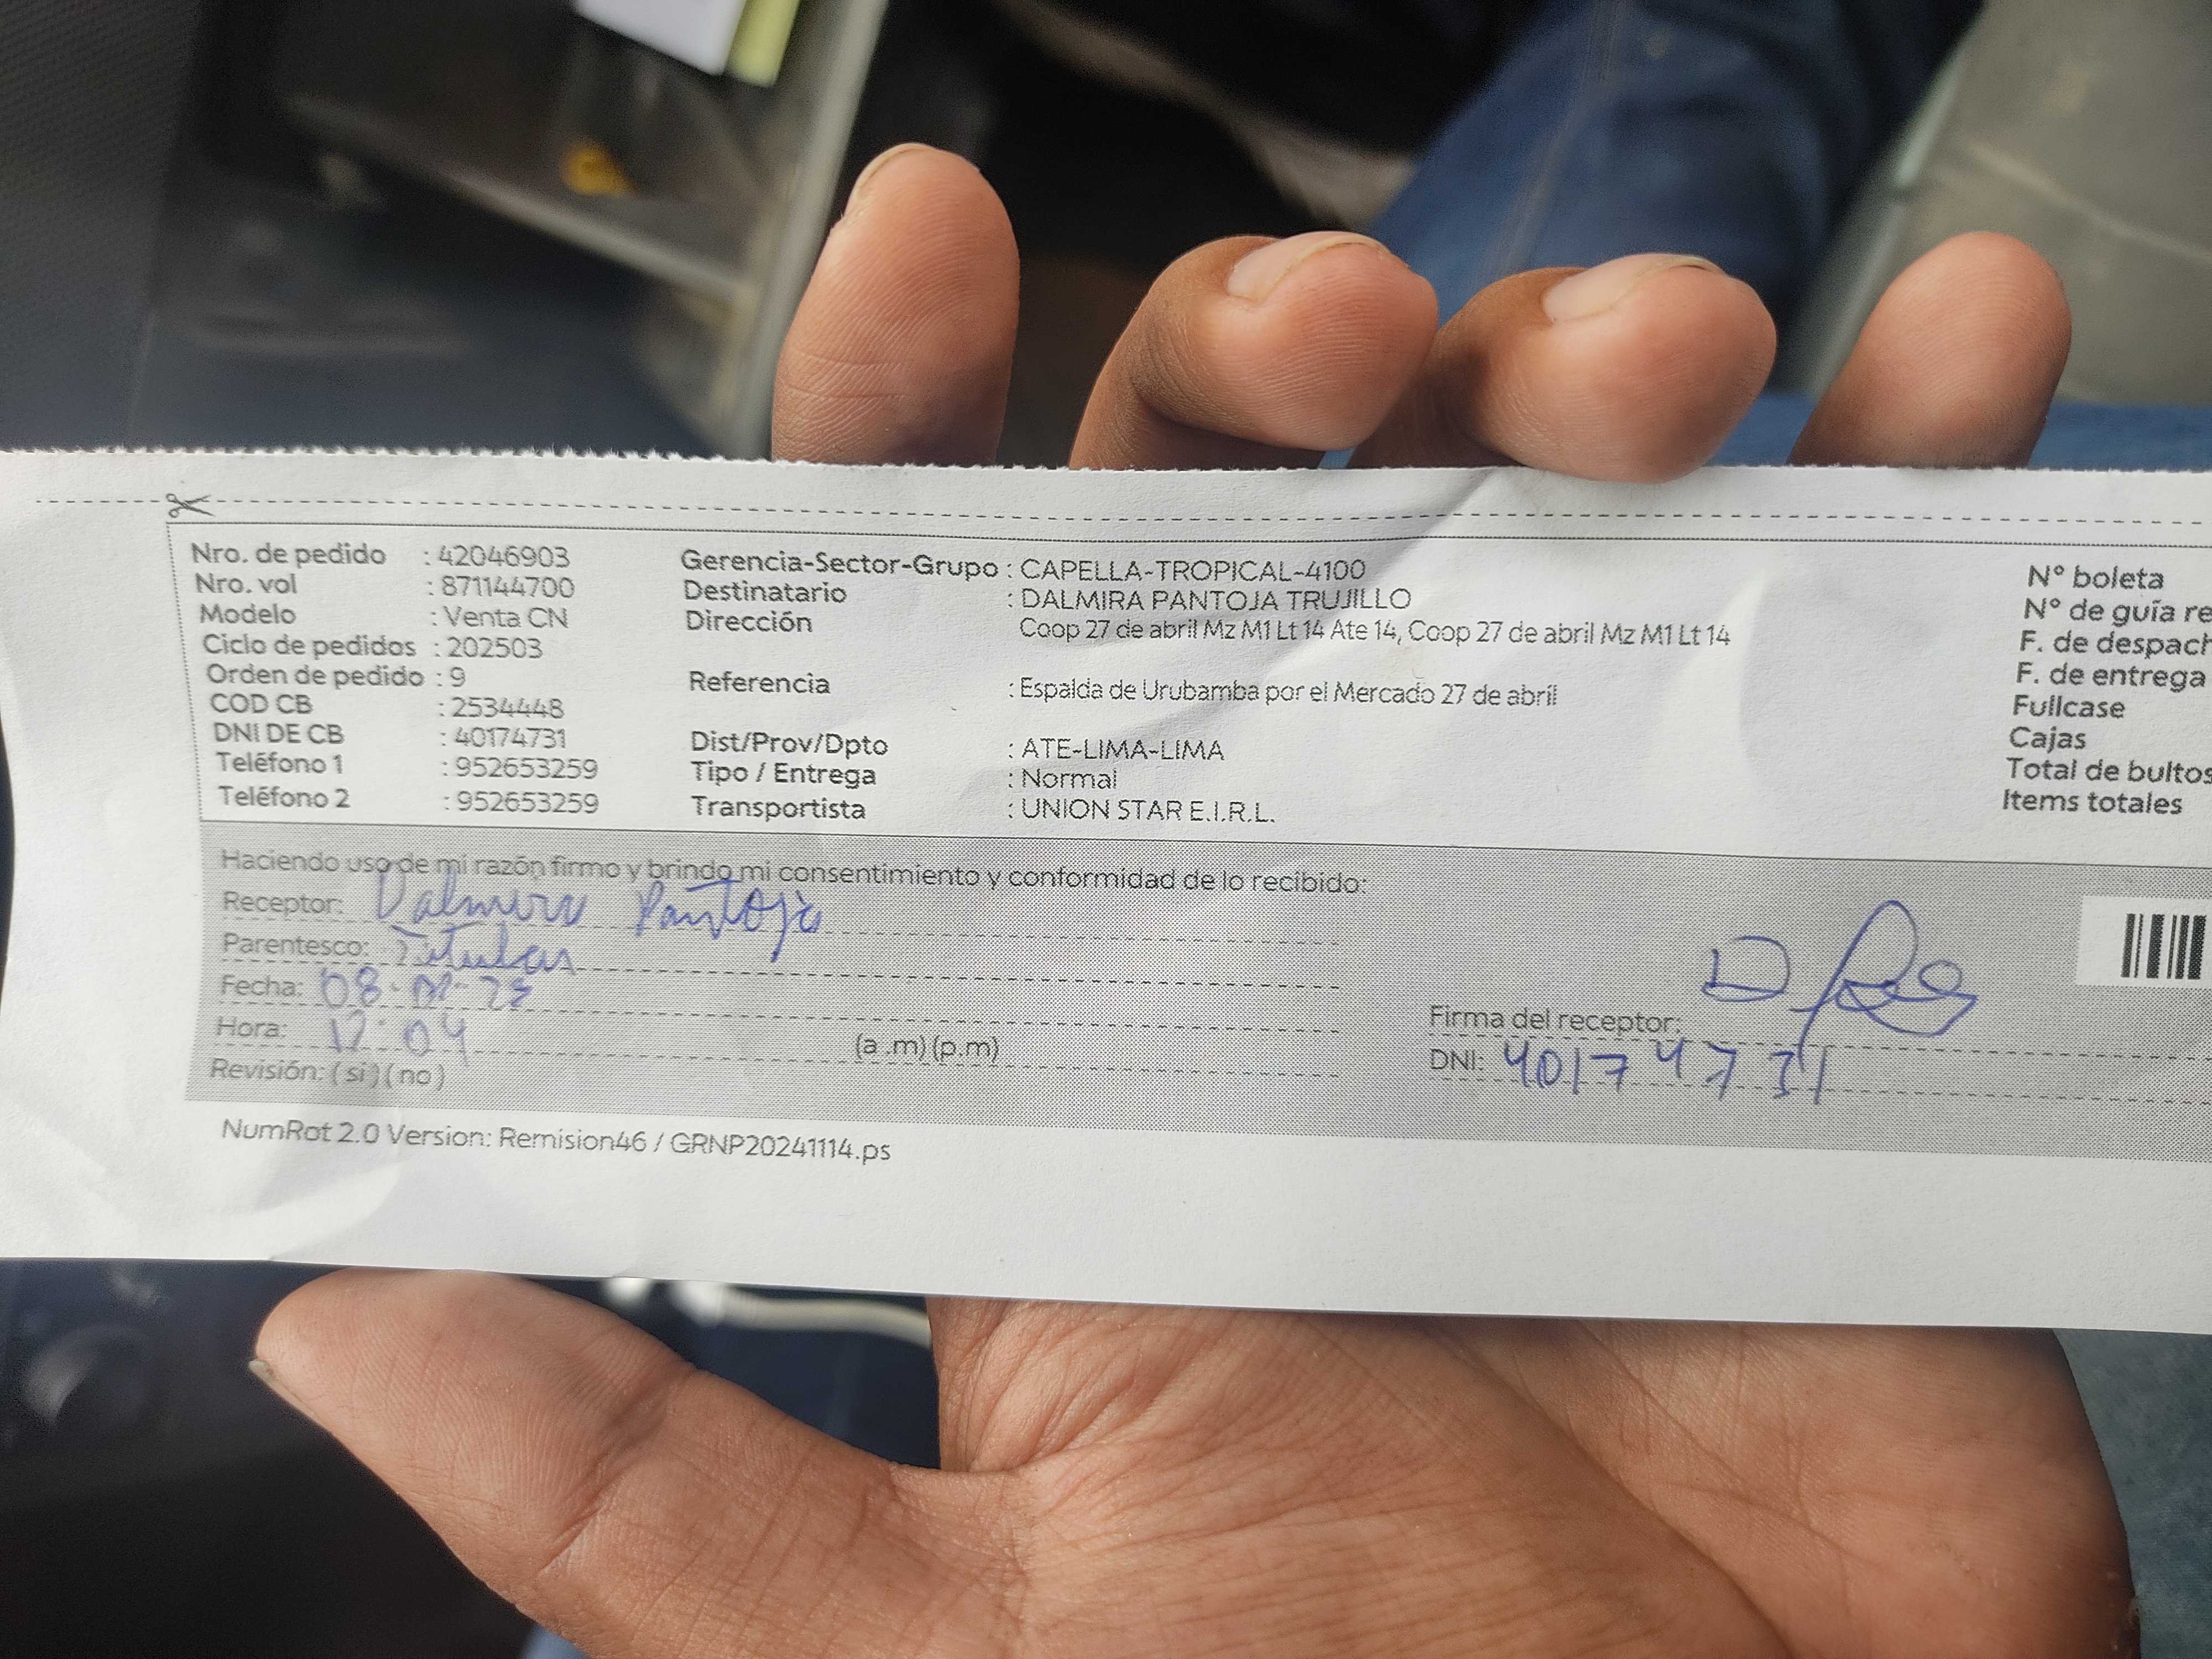 Nro. de pedido : 42046903
Nro. vol : 871144700
Modelo : Venta CN
Ciclo de pedidos : 202503
Orden de pedido : 9
COD CB : 2534448
DNI DE CB : 40174731
Teléfono 1 : 952653259
Teléfono 2 : 952653259
Gerencia-Sector-Grupo : CAPELLA-TROPICAL-4100
Destinatario : DALMIRA PANTOJA TRUJILLO
Dirección Coop 27 de abril Mz M1 Lt 14 Ate 14, Coop 27 de abril Mz M1 Lt 14
Referencia : Espalda de Urubamba por el Mercado 27 de abril
Dist/Prov/Dpto : ATE-LIMA-LIMA
Tipo / Entrega : Normal
Transportista : UNION STAR E.I.R.L.
N° boleta
N° de guía re
F. de despach
F. de entrega
Fullcase
Cajas
Total de bultos
Items totales
Haciendo uso de mi razón firmo y brindo mi consentimiento y conformidad de lo recibido:
Receptor: Dalmira Pantoja
Parentesco: Titular
Fecha: 08
Hora: 12:04 (a .m) (p.m)
Revisión: ( si ) ( no )
Firma del receptor:
DNI: 40174731
NumRot 2.0 Version: Remision46 / GRNP20241114.ps